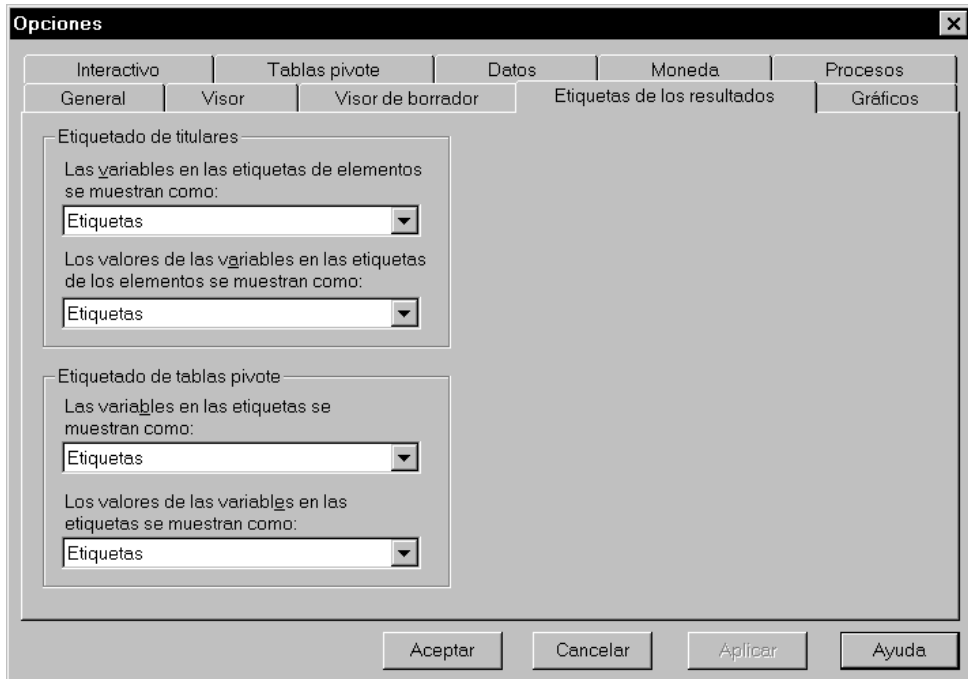 Opciones
Interactivo
Tablas pivote
Datos
Moneda
Procesos
General
Visor
Visor de borrador
Etiquetas de los resultados
Gráficos
Etiquetado de titulares
Las variables en las etiquetas de elementos
se muestran como:
Etiquetas
Los valores de las variables en las etiquetas
de los elementos se muestran como:
Etiquetas
Etiquetado de tablas pivote
Las variables en las etiquetas se
muestran como:
Etiquetas
Los valores de las variables en las
etiquetas se muestran como:
Etiquetas
Aceptar
Cancelar
Aplicar
Ayuda